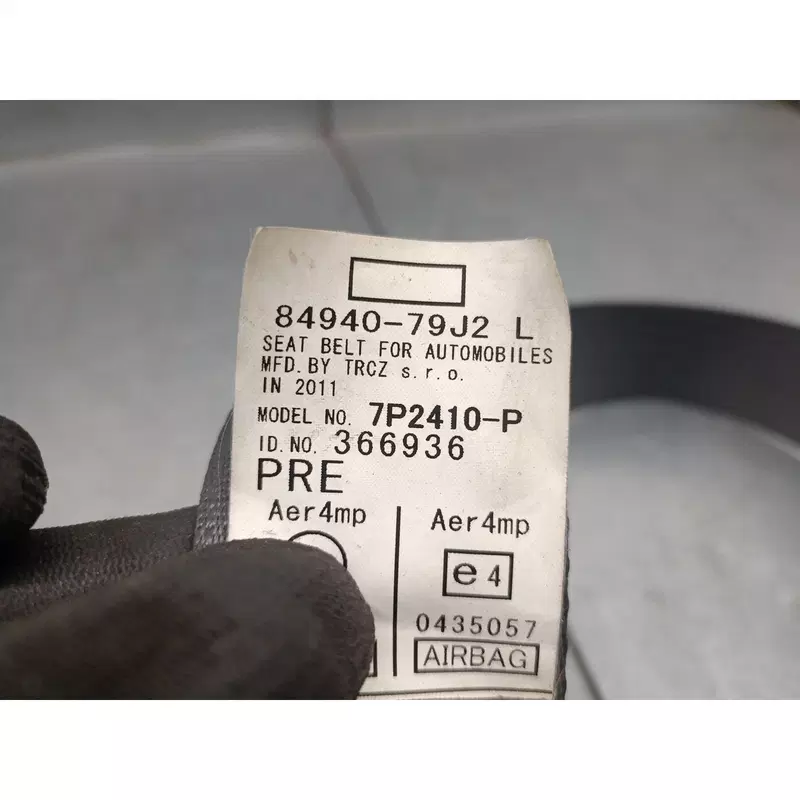 84940-79J2 L
SEAT BELT FOR AUTOMOBILES
MFD. BY TRCZ s.r.o.
IN 2011
MODEL NO. 7P2410-P
ID. NO. 366936
PRE
Aer4mp
Aer4mp
e4
0435057
AIRBAG